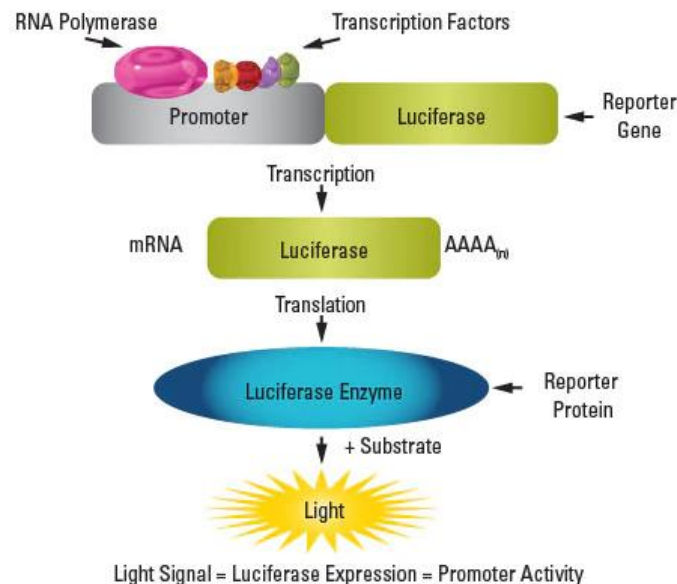 RNA Polymerase
Transcription Factors
Promoter
Luciferase
Reporter
Gene
Transcription
mRNA
Luciferase
AAAA(n)
Translation
Luciferase Enzyme
Reporter
Protein
+ Substrate
Light
Light Signal = Luciferase Expression = Promoter Activity